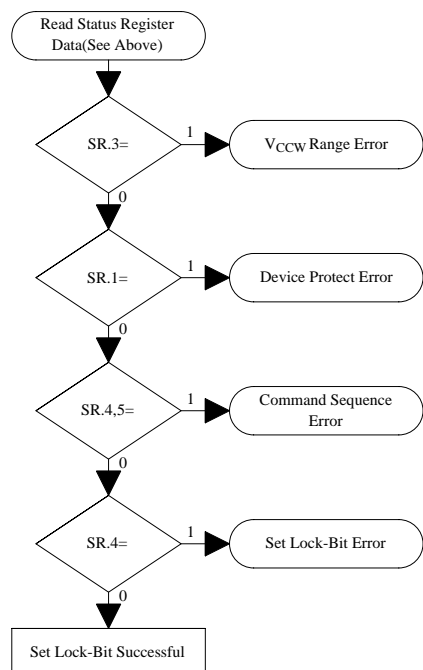 Read Status Register
Data(See Above)
SR.3=
1
VCCW Range Error
0
SR.1=
1
Device Protect Error
0
SR.4,5=
1
Command Sequence
Error
0
SR.4=
1
Set Lock-Bit Error
0
Set Lock-Bit Successful